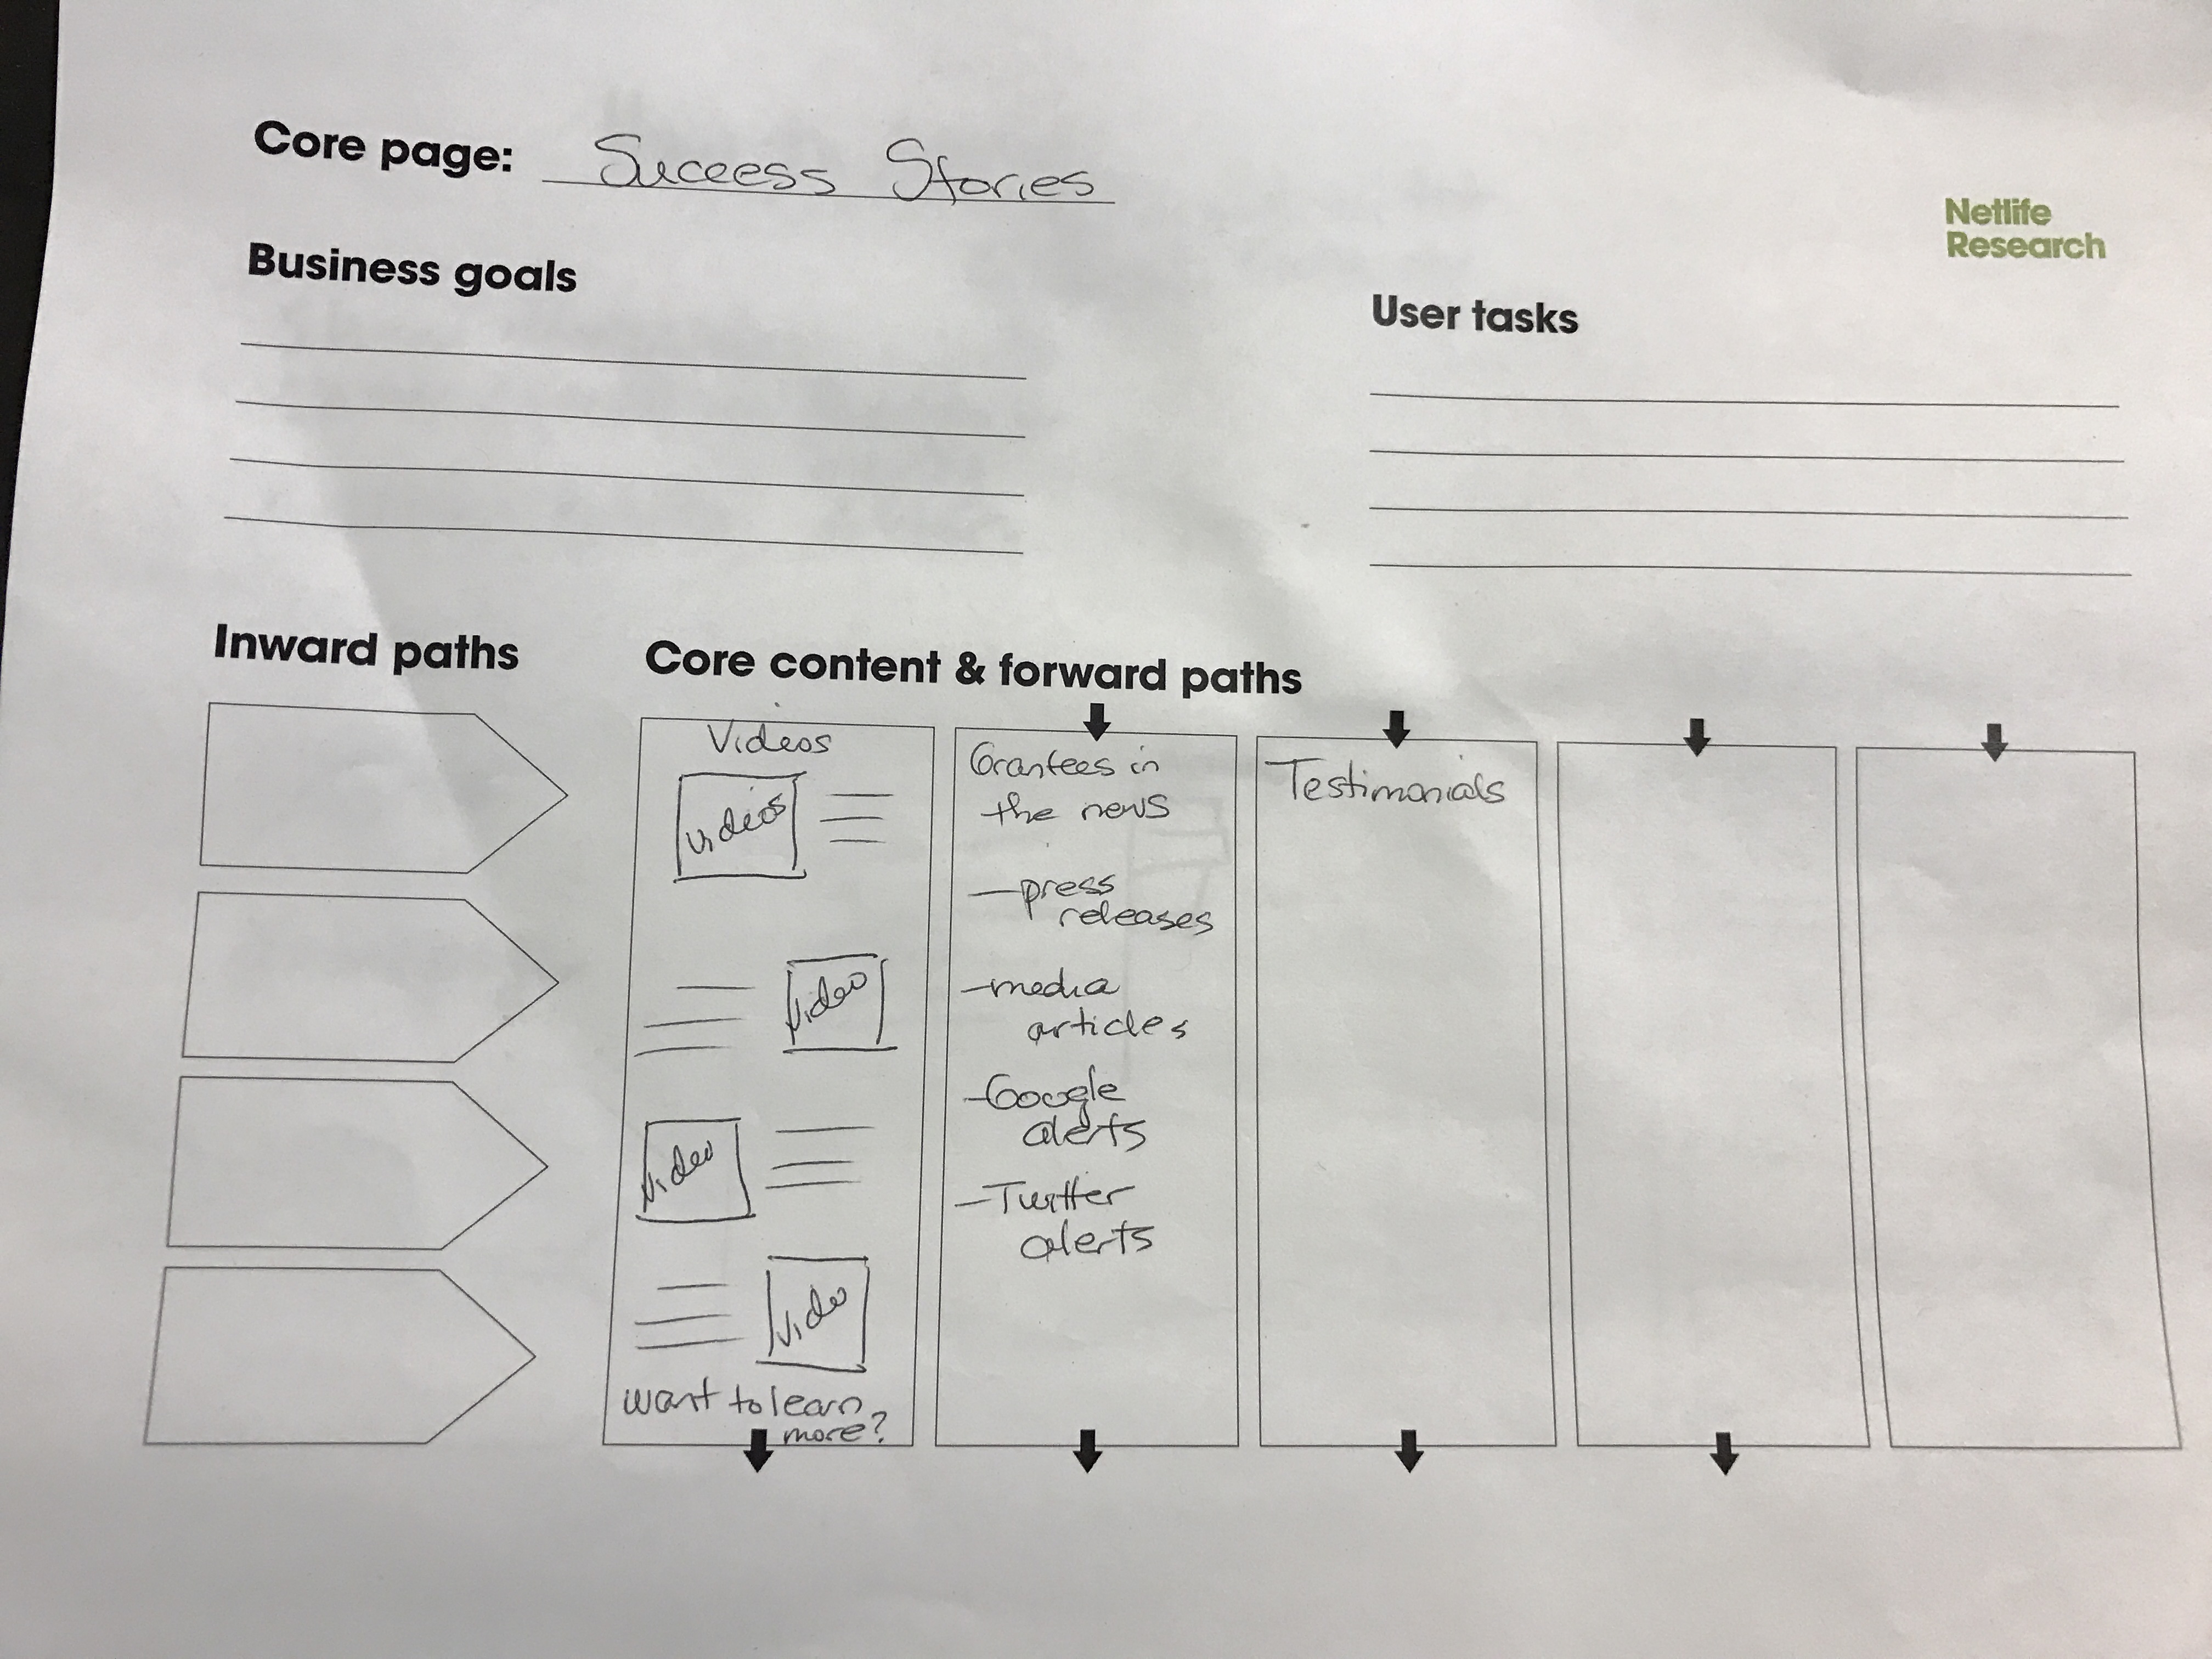 Core page: Success Stories
Netlife
Research
Business goals
User tasks
Inward paths
Core content & forward paths
Videos
Videos
Video
Video
Video
want to learn
more?
Grantees in
the news
- press
releases
- media
articles
- Google
alerts
- Twitter
alerts
Testimonials